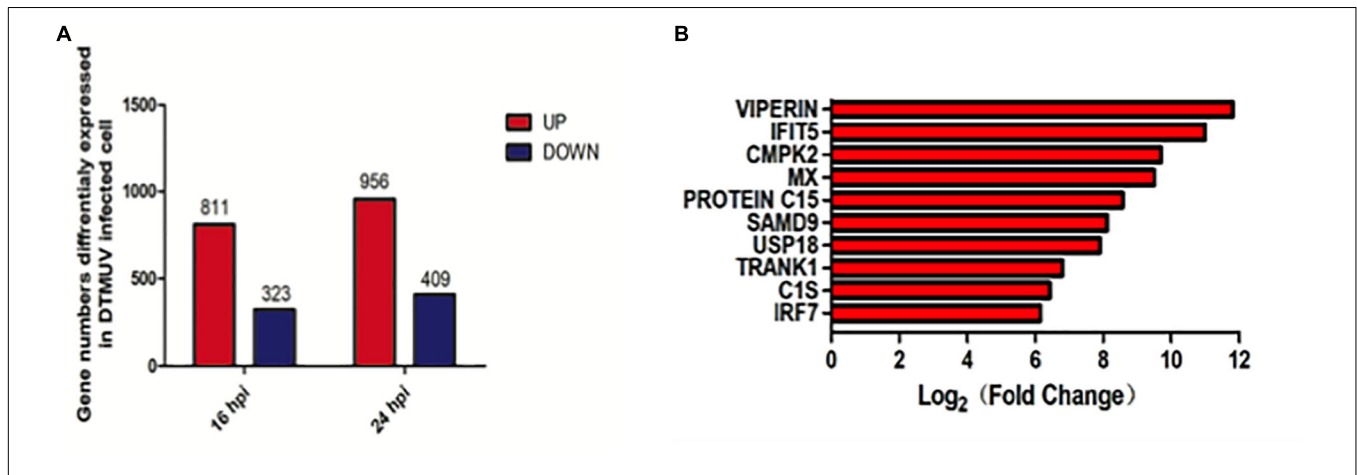 A
Gene numbers diffrentialy expressed
in DTMUV infected cell
1500
1000
500
0
811
323
956
409
16 hpi
24 hpi
UP
DOWN
B
VIPERIN
IFIT5
CMPK2
MX
PROTEIN C15
SAMD9
USP18
TRANK1
C1S
IRF7
0 2 4 6 8 10 12
Log₂（Fold Change）